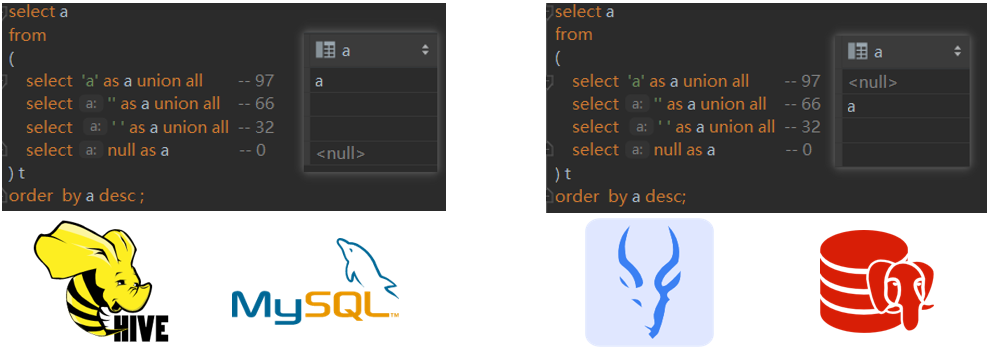 select a
from
(
select 'a' as a union all -- 97
select a: '' as a union all -- 66
select a: ' ' as a union all -- 32
select a: null as a -- 0
) t
order by a desc ;
a
a
<null>
select a
from
(
select 'a' as a union all -- 97
select a: '' as a union all -- 66
select a: ' ' as a union all -- 32
select a: null as a -- 0
) t
order by a desc;
a
<null>
a
HIVE
MySQL™